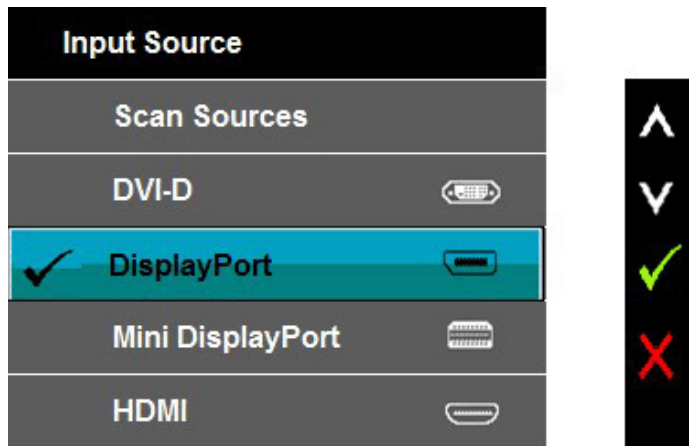 Input Source
Scan Sources
DVI-D
DisplayPort
Mini DisplayPort
HDMI